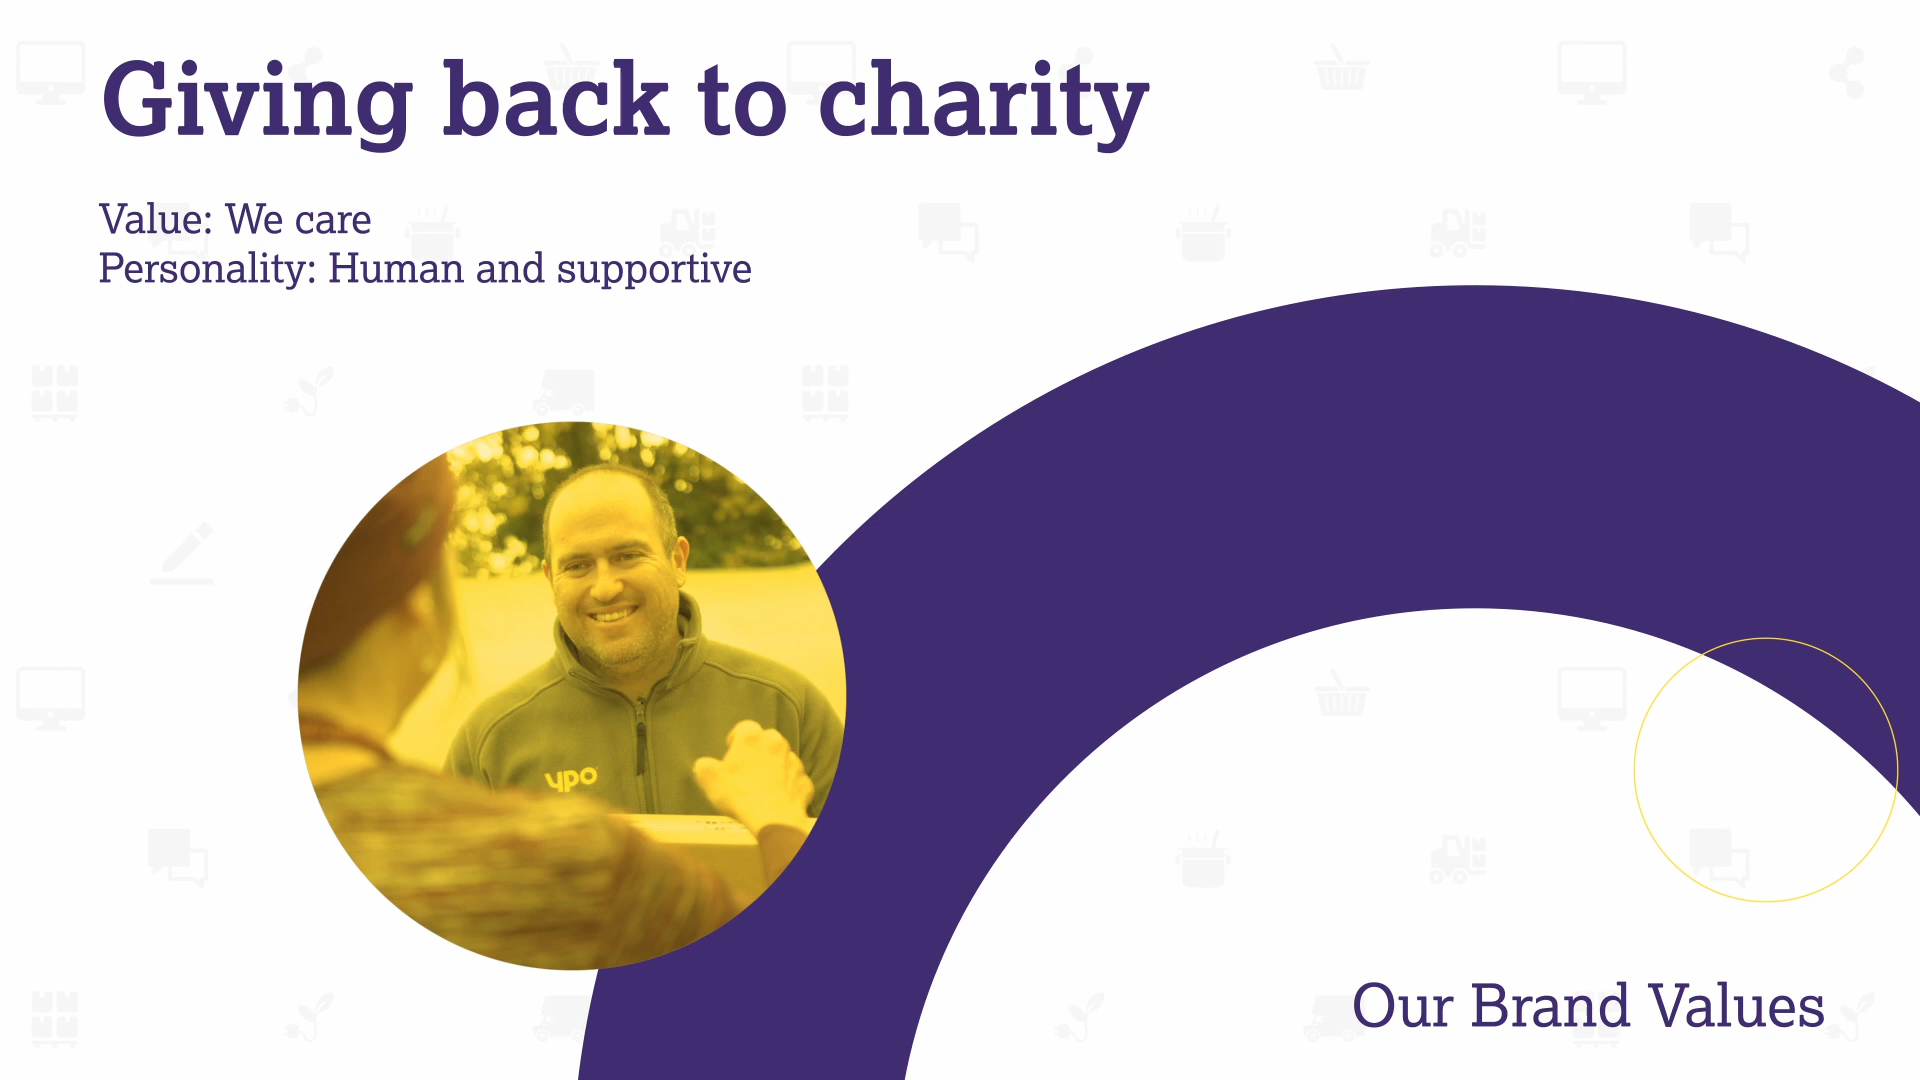 Giving back to charity
Value: We care
Personality: Human and supportive
ypo
Our Brand Values